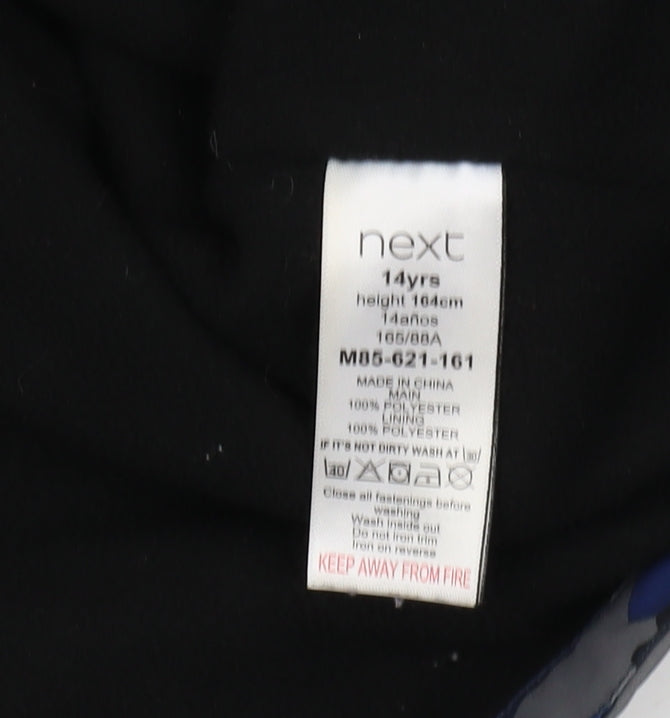 next
14yrs
height 164cm
14años
165/88A
M85-621-161
MADE IN CHINA
MAIN
100% POLYESTER
LINING
100% POLYESTER
IF IT'S NOT DIRTY WASH AT 30
40
Close all fastenings before
washing
Wash inside out
Do not iron trim
Iron on reverse
KEEP AWAY FROM FIRE